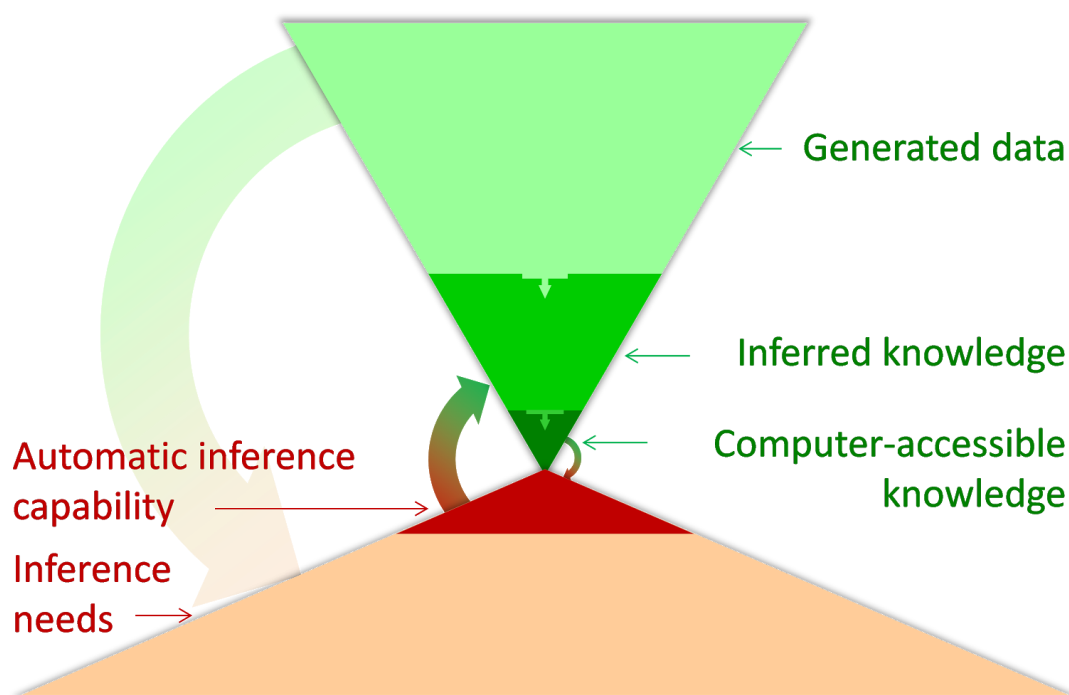 Generated data
Inferred knowledge
Computer-accessible
knowledge
Automatic inference
capability
Inference
needs